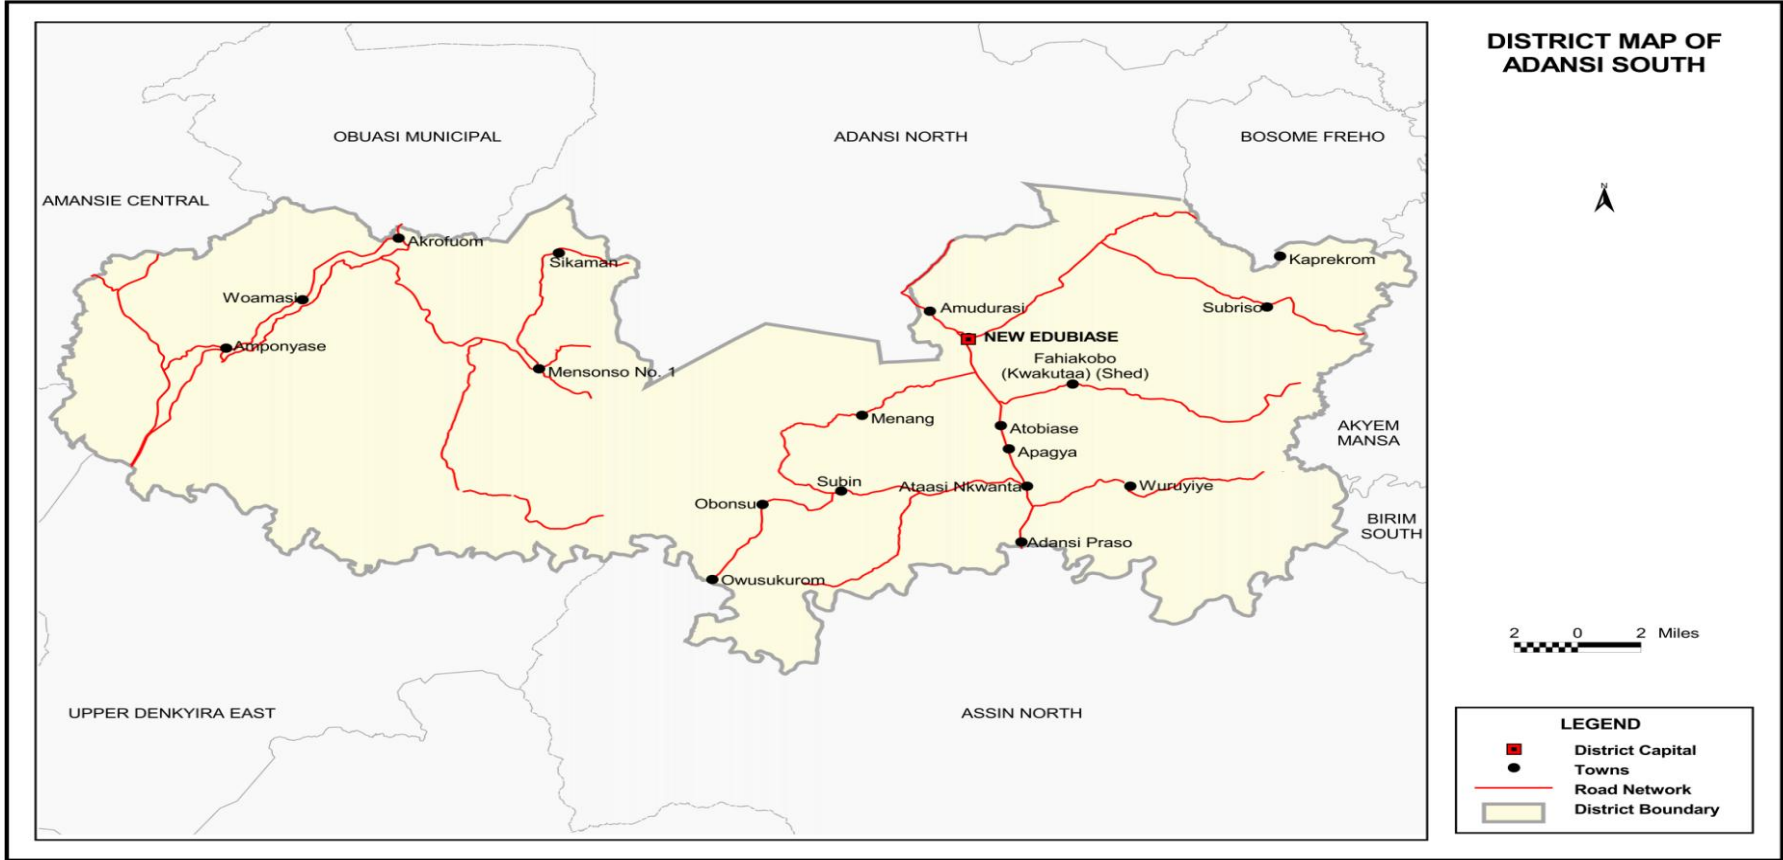 DISTRICT MAP OF
ADANSI SOUTH
OBUASI MUNICIPAL
ADANSI NORTH
BOSOME FREHO
AMANSIE CENTRAL
N
Akrofuom
Sikaman
Kaprekrom
Woamasi
Amudurasi
Subriso
NEW EDUBIASE
Amponyase
Fahiakobo
(Kwakutaa) (Shed)
Mensonso No. 1
Menang
Atobiase
AKYEM
MANSA
Apagya
Subin
Ataasi Nkwanta
Wuruyiye
Obonsu
BIRIM
SOUTH
Adansi Praso
Owusukurom
2 0 2 Miles
UPPER DENKYIRA EAST
ASSIN NORTH
LEGEND
District Capital
Towns
Road Network
District Boundary